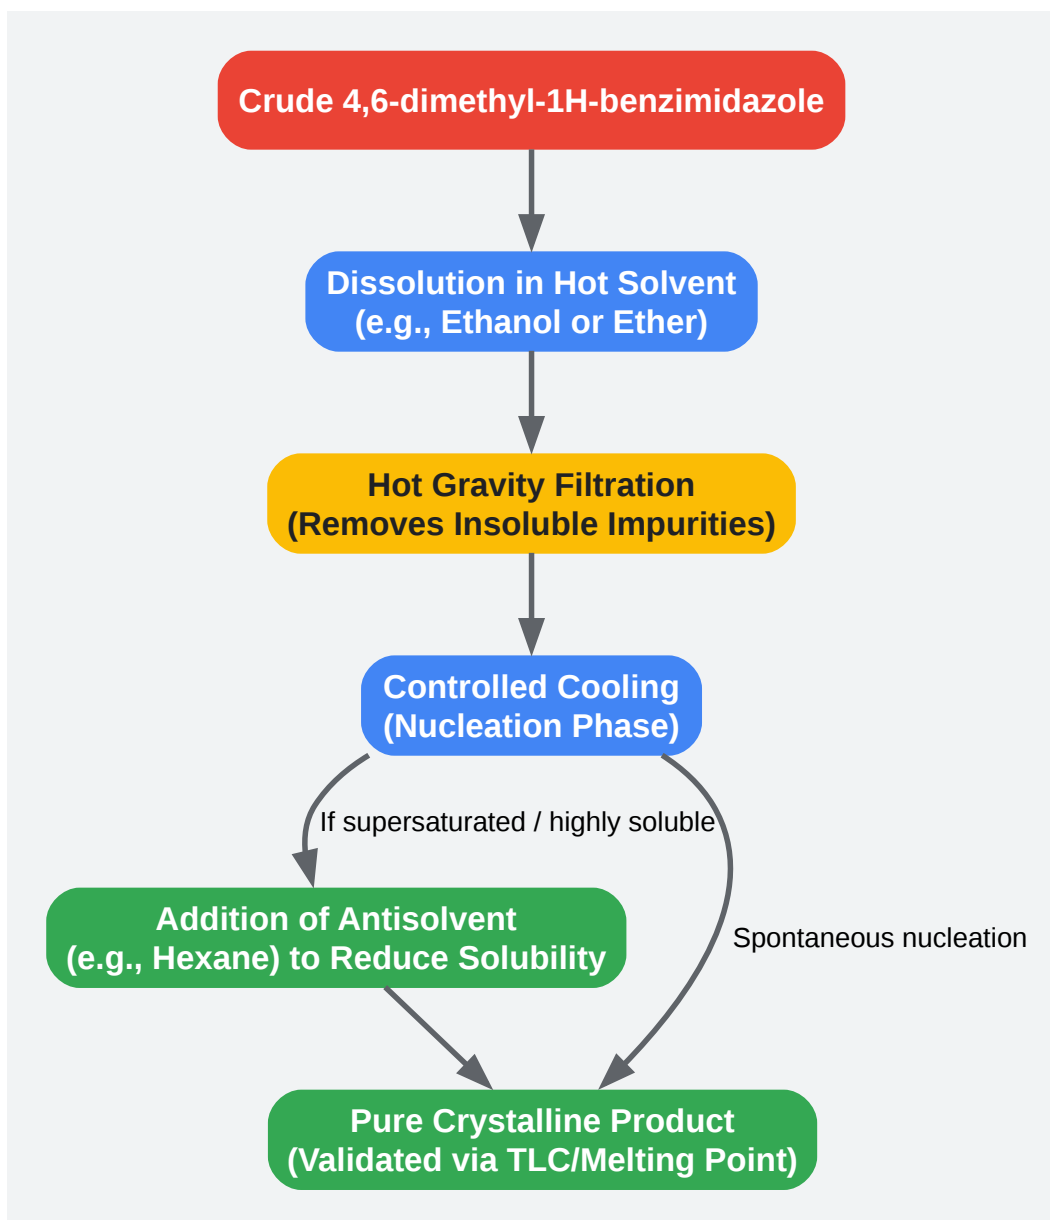 Crude 4,6-dimethyl-1H-benzimidazole
Dissolution in Hot Solvent
(e.g., Ethanol or Ether)
Hot Gravity Filtration
(Removes Insoluble Impurities)
Controlled Cooling
(Nucleation Phase)
If supersaturated / highly soluble
Addition of Antisolvent
(e.g., Hexane) to Reduce Solubility
Spontaneous nucleation
Pure Crystalline Product
(Validated via TLC/Melting Point)